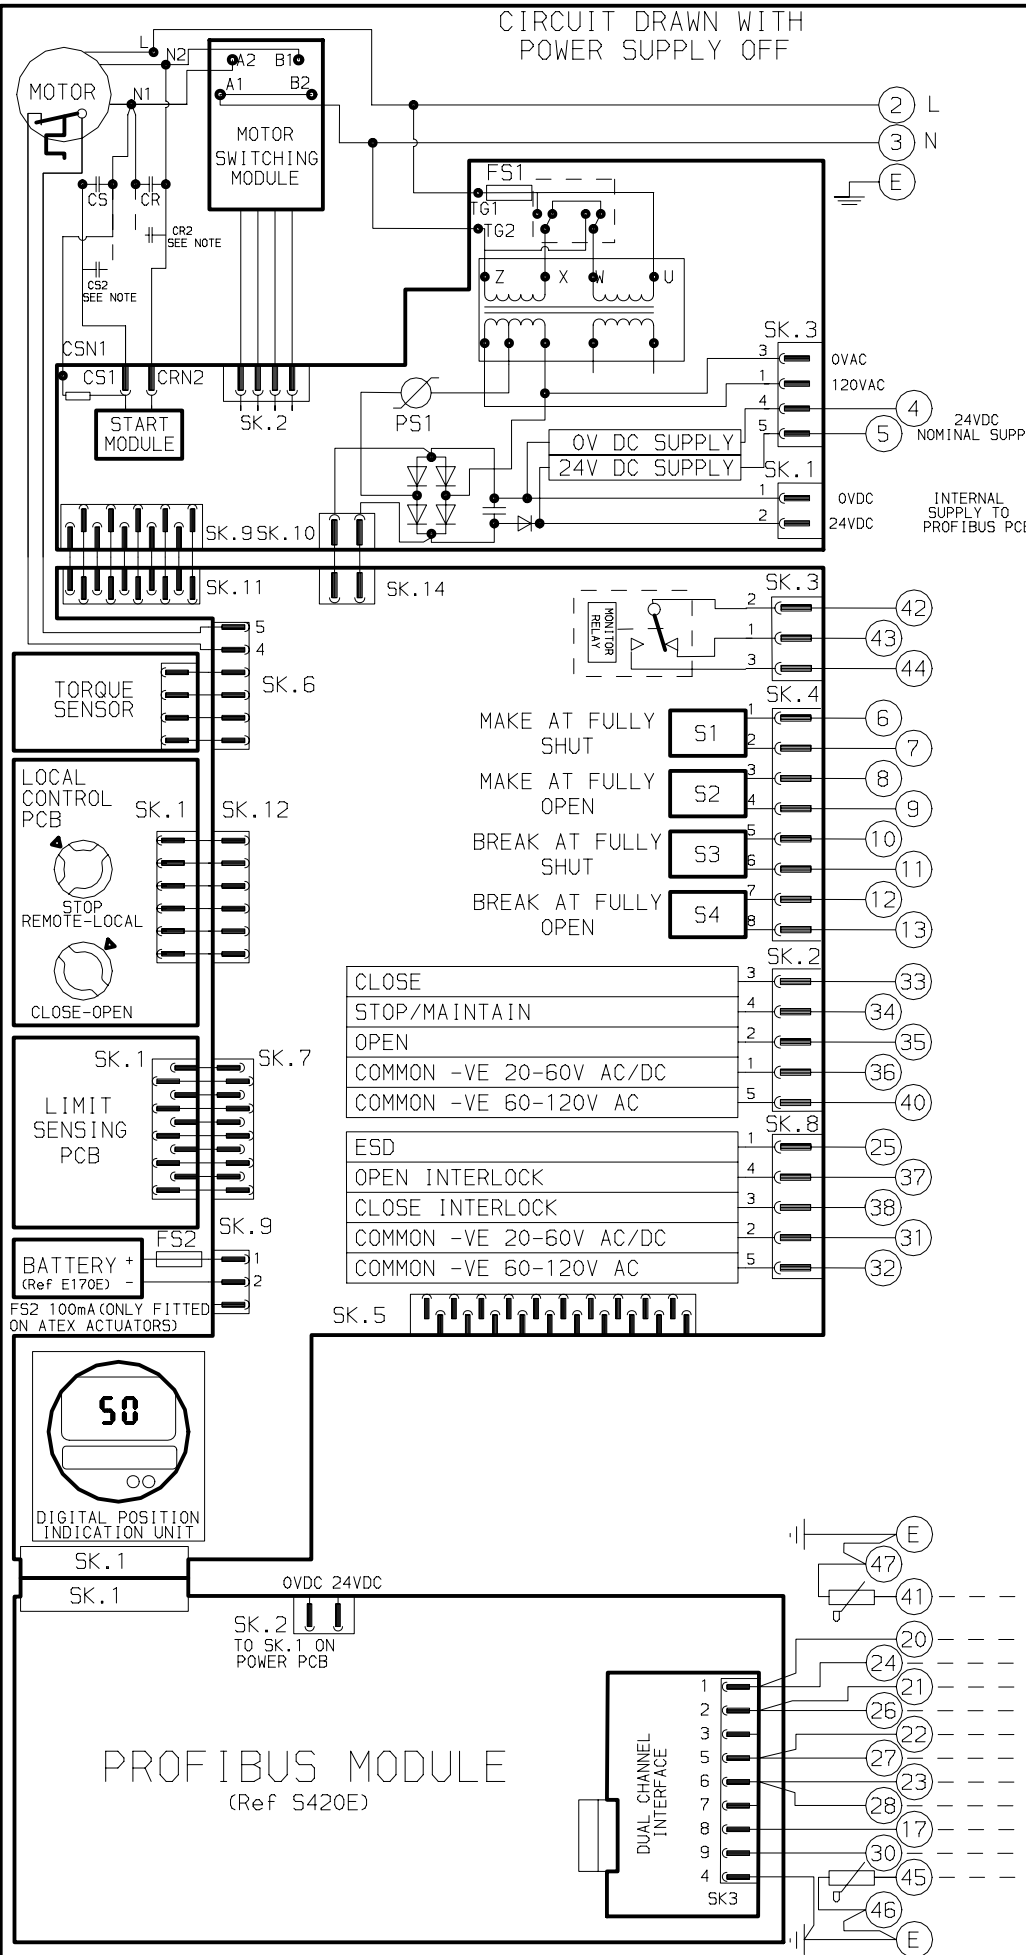 CIRCUIT DRAWN WITH
POWER SUPPLY OFF
L
N2
A2 B1
MOTOR
N1
A1 B2
2 L
MOTOR
SWITCHING
MODULE
3 N
E
FS1
CS CR
TG1
TG2
CR2
SEE NOTE
CS2
SEE NOTE
Z X W U
SK.3
CSN1
3 0VAC
CS1 CRN2
1 120VAC
4 4
24VDC
NOMINAL SUPP
5 5
PS1
SK.2
START
MODULE
0V DC SUPPLY
24V DC SUPPLY
SK.1
1 0VDC
2 24VDC
INTERNAL
SUPPLY TO
PROFIBUS PCB
SK.9 SK.10
SK.11
SK.14
SK.3
MONITOR
RELAY
2 42
1 43
3 44
5
4
SK.6
TORQUE
SENSOR
SK.4
MAKE AT FULLY
SHUT
S1
1 6
2 7
MAKE AT FULLY
OPEN
S2
3 8
4 9
BREAK AT FULLY
SHUT
S3
5 10
6 11
BREAK AT FULLY
OPEN
S4
7 12
8 13
LOCAL
CONTROL
PCB
SK.1 SK.12
STOP
REMOTE-LOCAL
CLOSE-OPEN
SK.2
CLOSE 3 33
STOP/MAINTAIN 4 34
OPEN 2 35
COMMON -VE 20-60V AC/DC 1 36
COMMON -VE 60-120V AC 5 40
SK.1 SK.7
LIMIT
SENSING
PCB
SK.8
ESD 1 25
OPEN INTERLOCK 4 37
CLOSE INTERLOCK 3 38
COMMON -VE 20-60V AC/DC 2 31
COMMON -VE 60-120V AC 5 32
SK.9
FS2
BATTERY + 1
(Ref E170E) - 2
FS2 100mA(ONLY FITTED
ON ATEX ACTUATORS)
SK.5
50
DIGITAL POSITION
INDICATION UNIT
SK.1
SK.1
E
47
41
0VDC 24VDC
SK.2
TO SK.1 ON
POWER PCB
PROFIBUS MODULE
(Ref S420E)
DUAL CHANNEL
INTERFACE
1
2
3
5
6
7
8
9
4
SK3
20
24
21
26
22
27
23
28
17
30
45
46
E